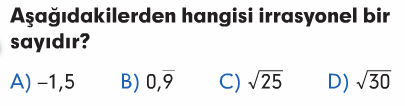 Aşağıdakilerden hangisi irrasyonel bir
sayıdır?
A) –1,5 B) 0,9̅ C) √25 D) √30